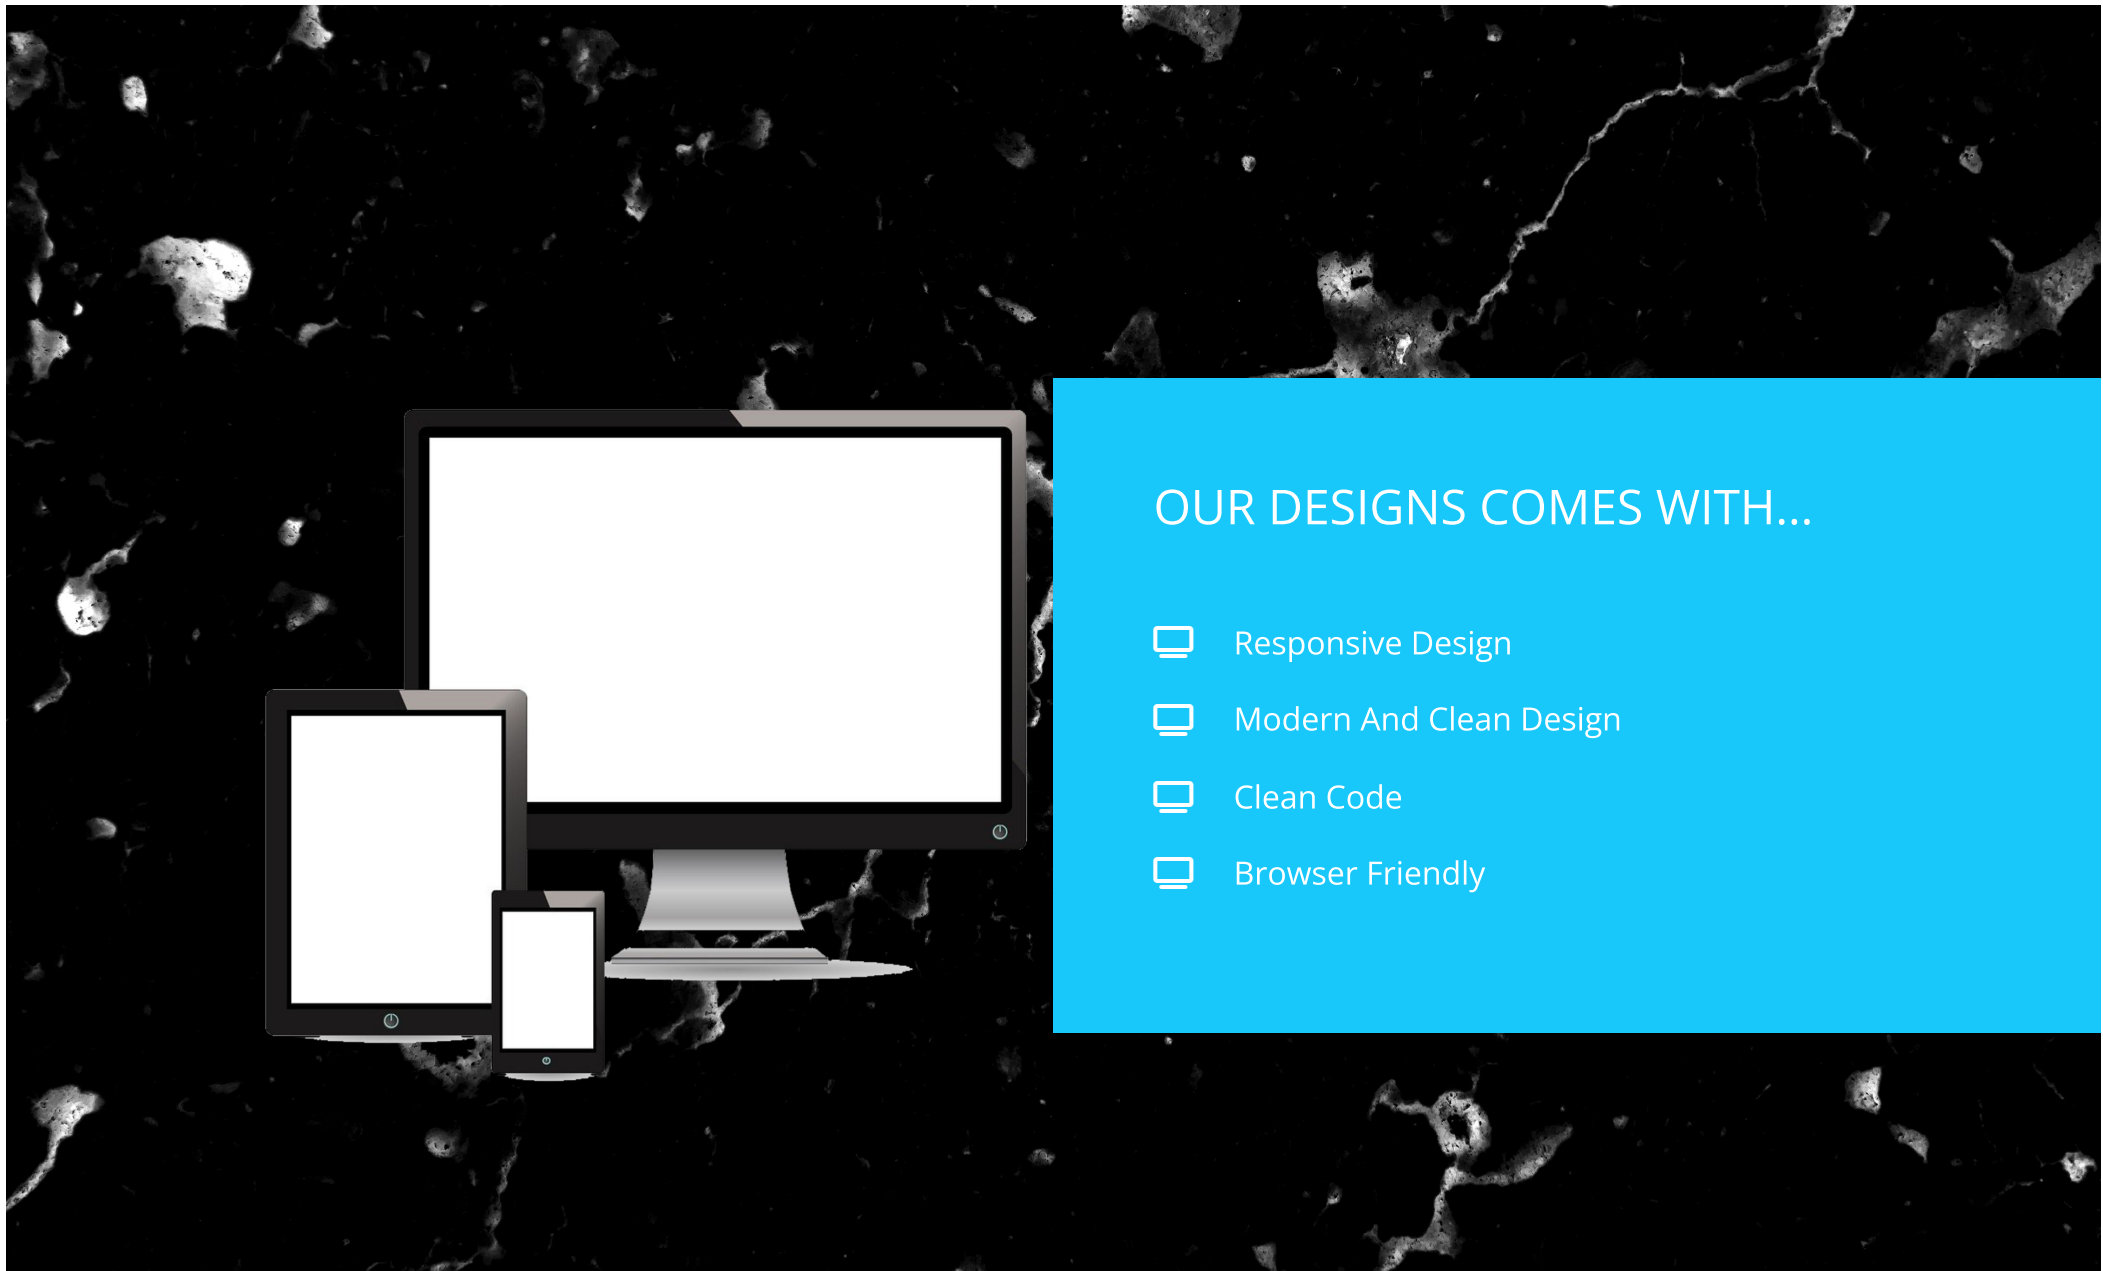 OUR DESIGNS COMES WITH...
Responsive Design
Modern And Clean Design
Clean Code
Browser Friendly